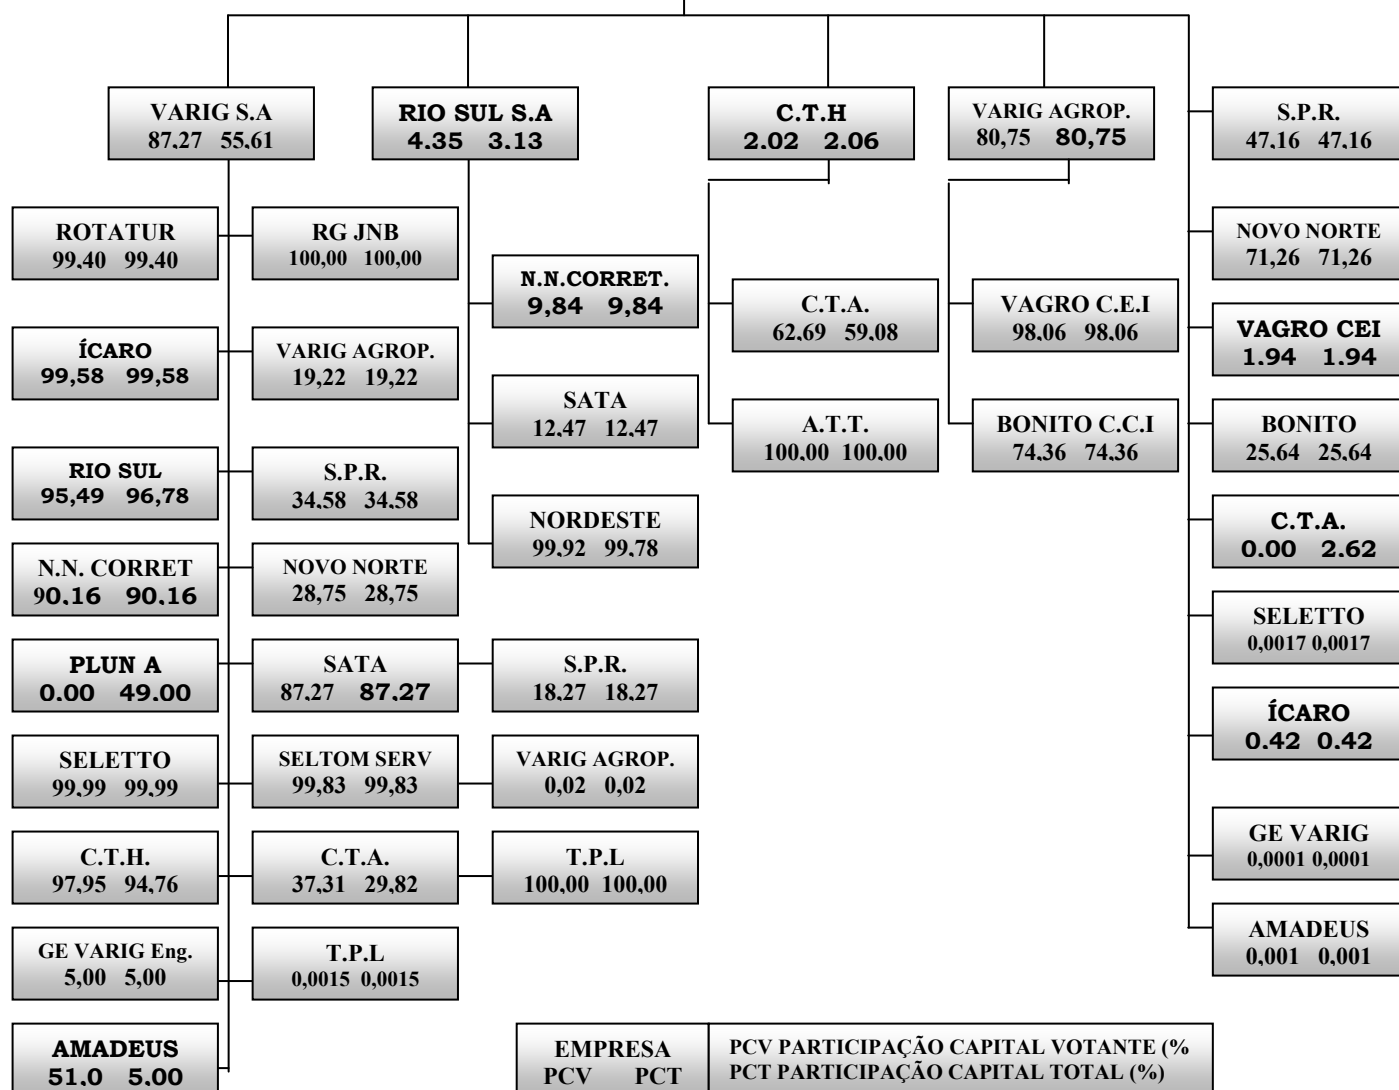 VARIG S.A
87,27 55,61
RIO SUL S.A
4.35 3.13
C.T.H
2.02 2.06
VARIG AGROP.
80,75 80,75
S.P.R.
47,16 47,16
ROTATUR
99,40 99,40
RG JNB
100,00 100,00
NOVO NORTE
71,26 71,26
N.N.CORRET.
9,84 9,84
C.T.A.
62,69 59,08
VAGRO C.E.I
98,06 98,06
VAGRO CEI
1.94 1.94
ÍCARO
99,58 99,58
VARIG AGROP.
19,22 19,22
SATA
12,47 12,47
A.T.T.
100,00 100,00
BONITO C.C.I
74,36 74,36
BONITO
25,64 25,64
RIO SUL
95,49 96,78
S.P.R.
34,58 34,58
NORDESTE
99,92 99,78
C.T.A.
0.00 2.62
N.N. CORRET
90.16 90.16
NOVO NORTE
28,75 28,75
SELETTO
0,0017 0,0017
PLUN A
0.00 49.00
SATA
87,27 87,27
S.P.R.
18,27 18,27
ÍCARO
0.42 0.42
SELETTO
99,99 99,99
SELTOM SERV
99,83 99,83
VARIG AGROP.
0,02 0,02
GE VARIG
0,0001 0,0001
C.T.H.
97,95 94,76
C.T.A.
37,31 29,82
T.P.L
100,00 100,00
AMADEUS
0,001 0,001
GE VARIG Eng.
5,00 5,00
T.P.L
0,0015 0,0015
AMADEUS
51.0 5.00
EMPRESA
PCV PCT
PCV PARTICIPAÇÃO CAPITAL VOTANTE (%
PCT PARTICIPAÇÃO CAPITAL TOTAL (%)